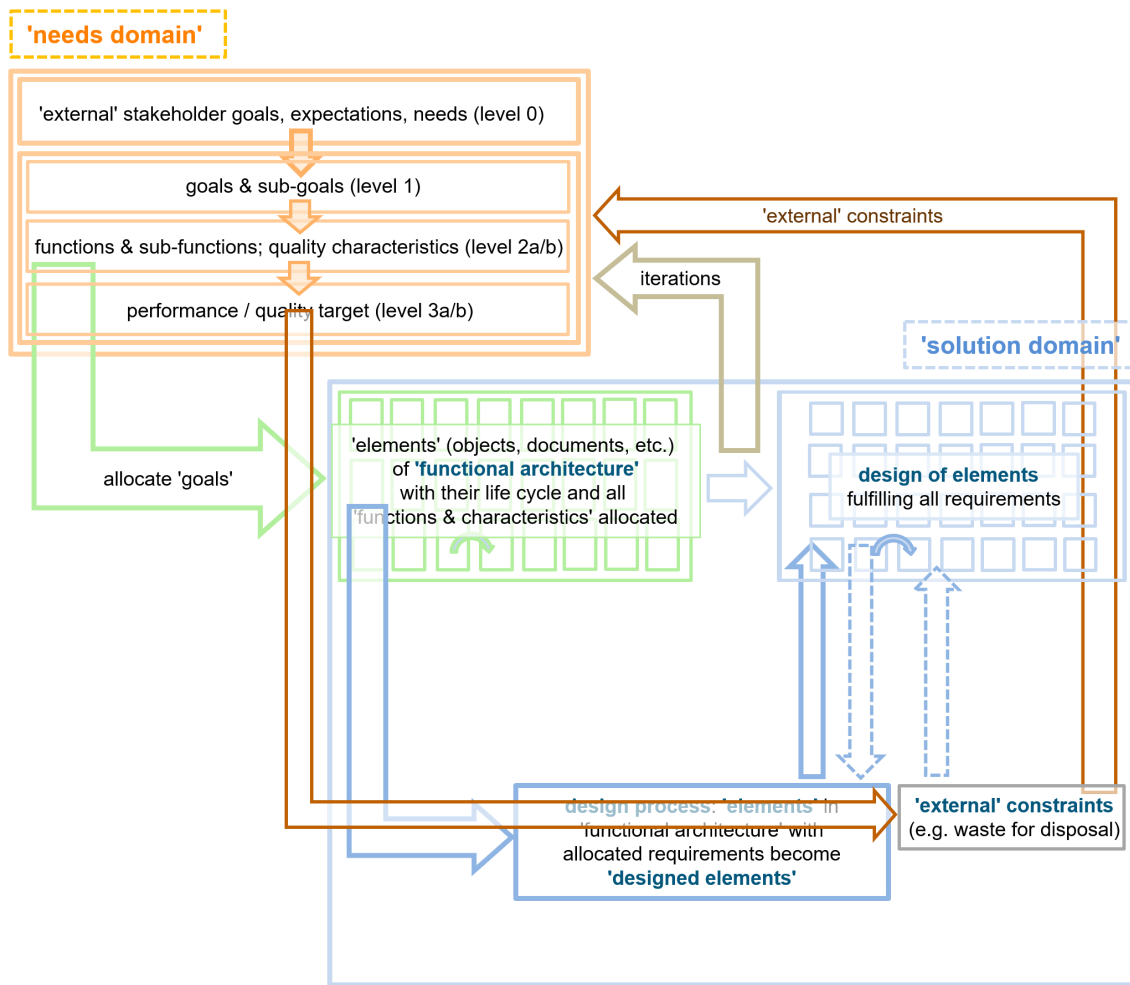 'needs domain'
'external' stakeholder goals, expectations, needs (level 0)
goals & sub-goals (level 1)
functions & sub-functions; quality characteristics (level 2a/b)
performance / quality target (level 3a/b)
'external' constraints
iterations
'solution domain'
allocate 'goals'
'elements' (objects, documents, etc.)
of 'functional architecture'
with their life cycle and all
'functions & characteristics' allocated
design of elements
fulfilling all requirements
design process: 'elements' in
'functional architecture' with
allocated requirements become
'designed elements'
'external' constraints
(e.g. waste for disposal)